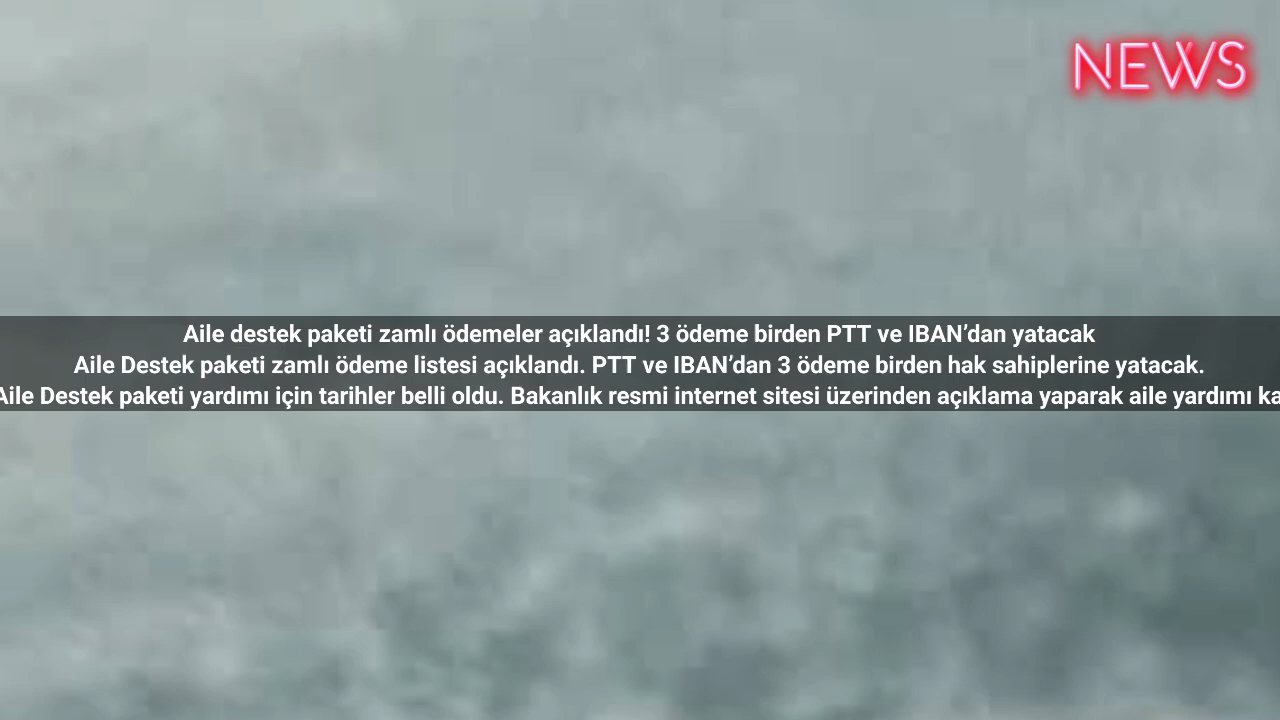 NEWS
Aile destek paketi zamlı ödemeler açıklandı! 3 ödeme birden PTT ve IBAN’dan yatacak
Aile Destek paketi zamlı ödeme listesi açıklandı. PTT ve IBAN’dan 3 ödeme birden hak sahiplerine yatacak.
Aile Destek paketi yardımı için tarihler belli oldu. Bakanlık resmi internet sitesi üzerinden açıklama yaparak aile yardımı ka